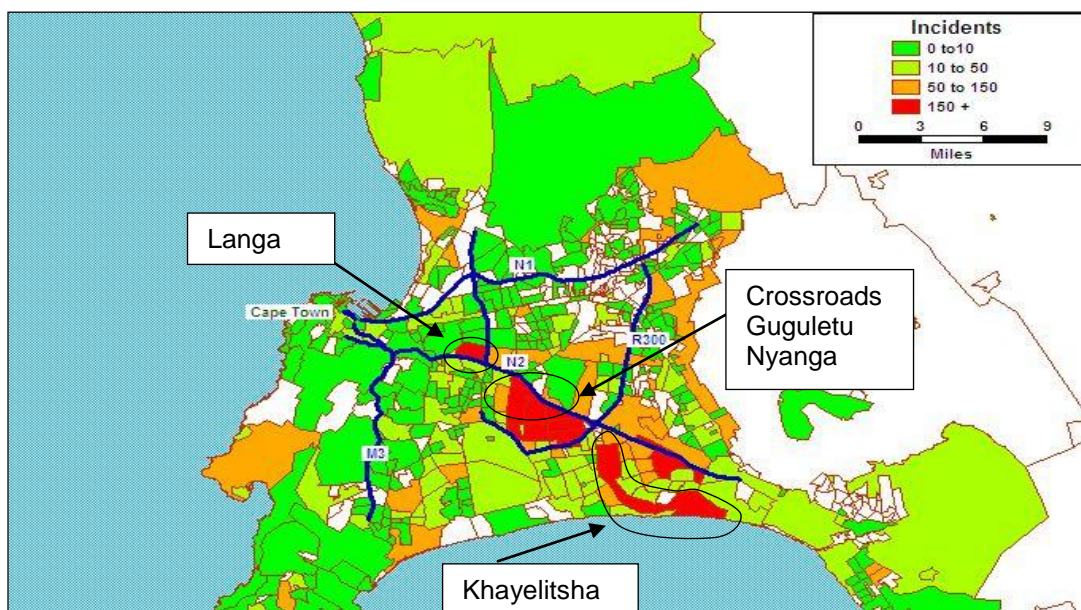 Incidents
0 to10
10 to 50
50 to 150
150 +
0 3 6 9
Miles
Langa
N1
Crossroads
Guguletu
Nyanga
Cape Town
R300
N2
M3
Khayelitsha